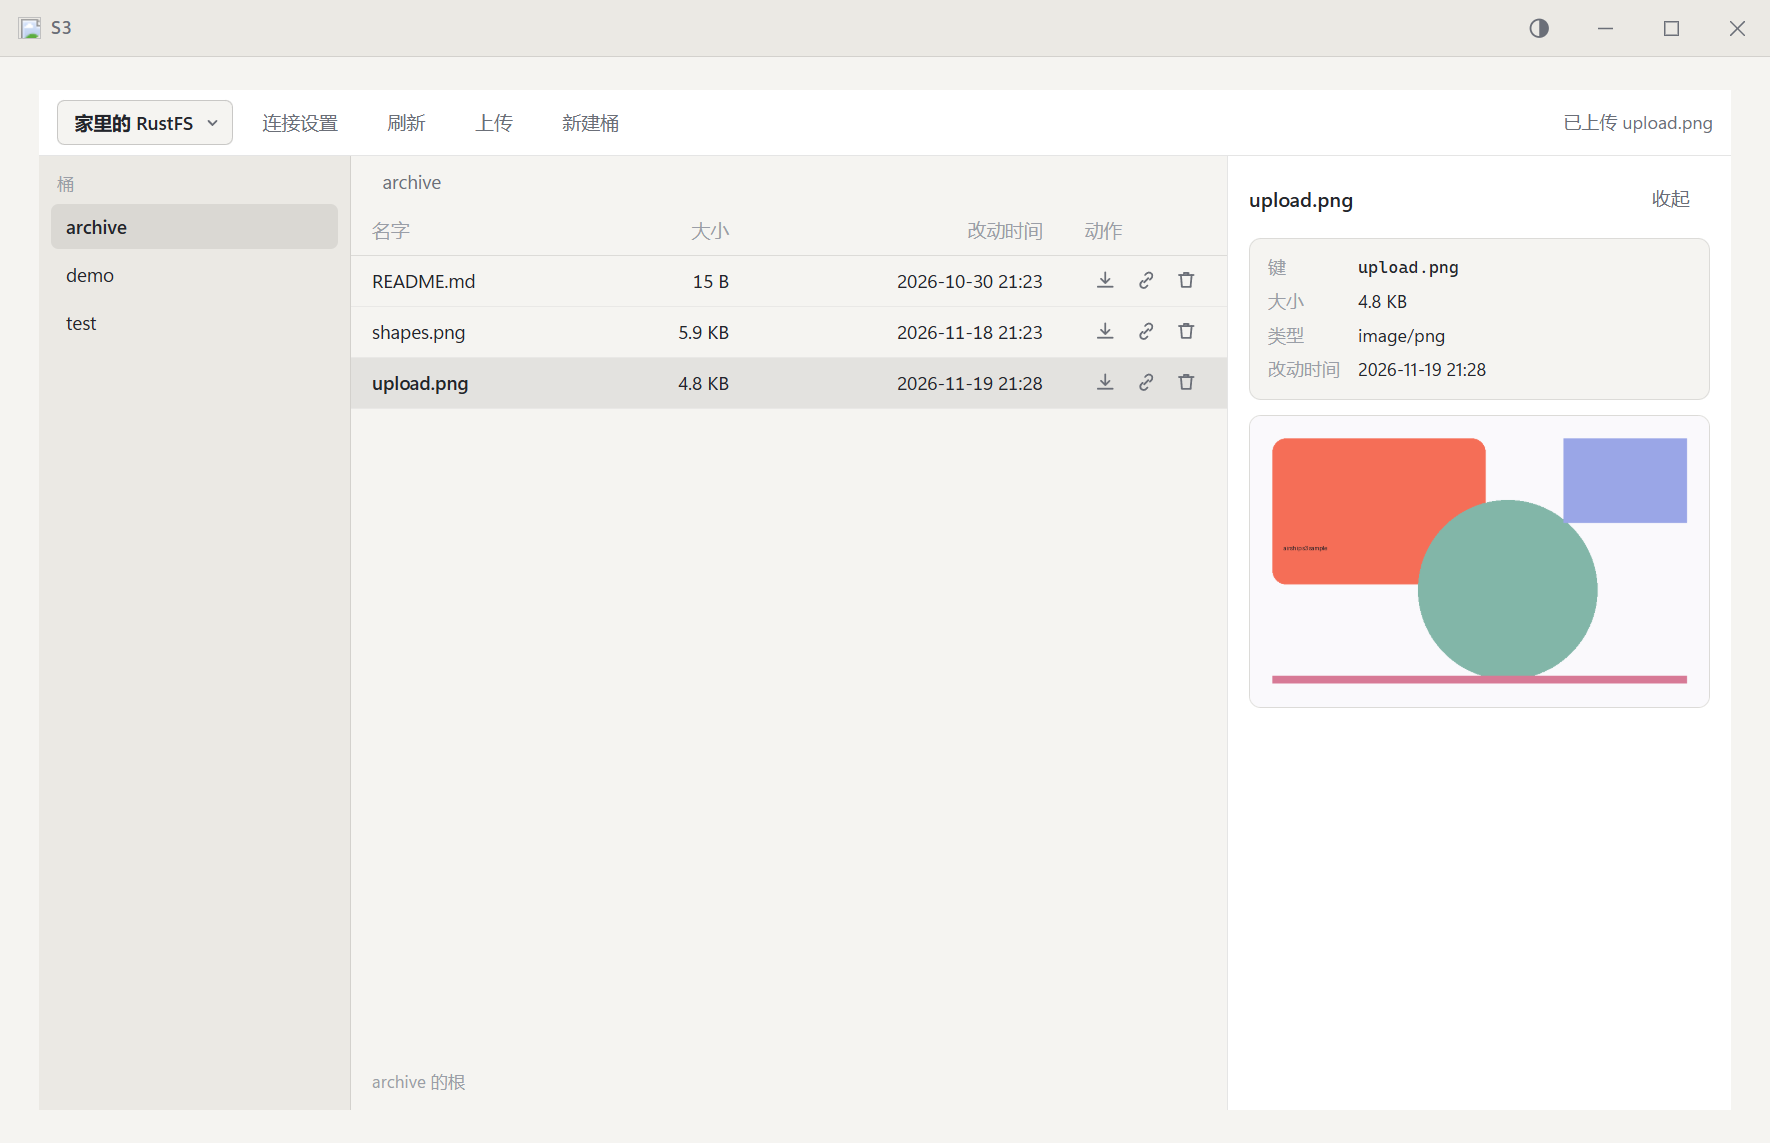 S3
家里的 RustFS 连接设置 刷新 上传 新建桶 已上传 upload.png
桶
archive
demo
test
archive
名字 大小 改动时间 动作
README.md 15 B 2026-10-30 21:23
shapes.png 5.9 KB 2026-11-18 21:23
upload.png 4.8 KB 2026-11-19 21:28
archive 的根
upload.png 收起
键 upload.png
大小 4.8 KB
类型 image/png
改动时间 2026-11-19 21:28